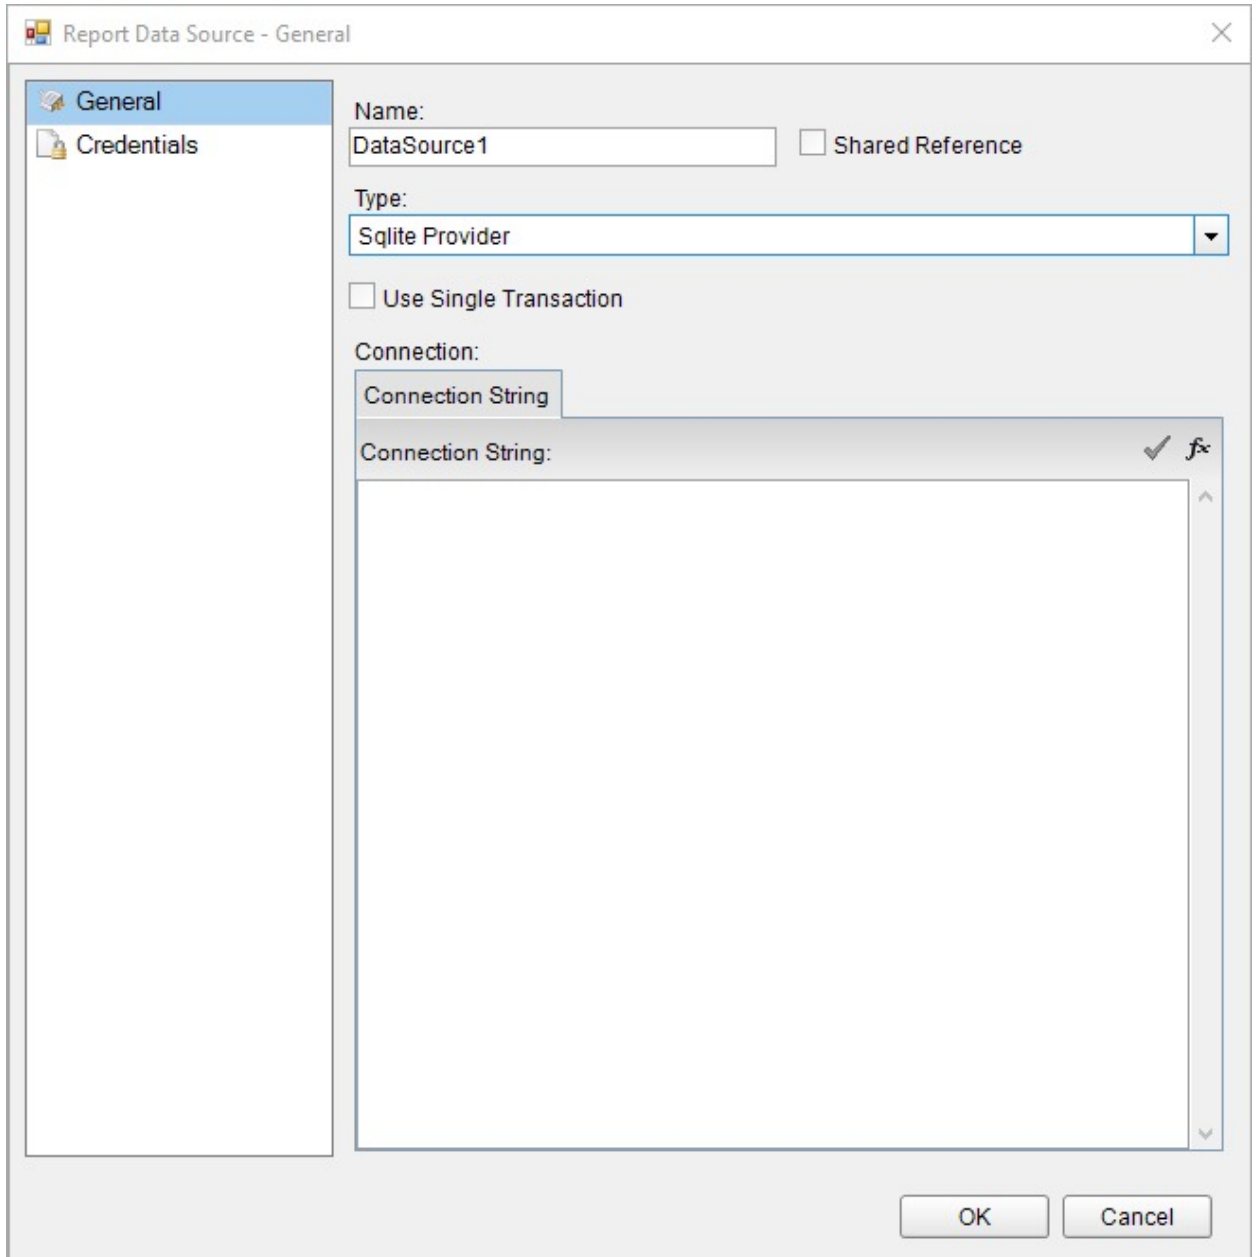 Report Data Source - General
General
Credentials
Name:
DataSource1
Shared Reference
Type:
Sqlite Provider
Use Single Transaction
Connection:
Connection String
Connection String:
fx
OK
Cancel